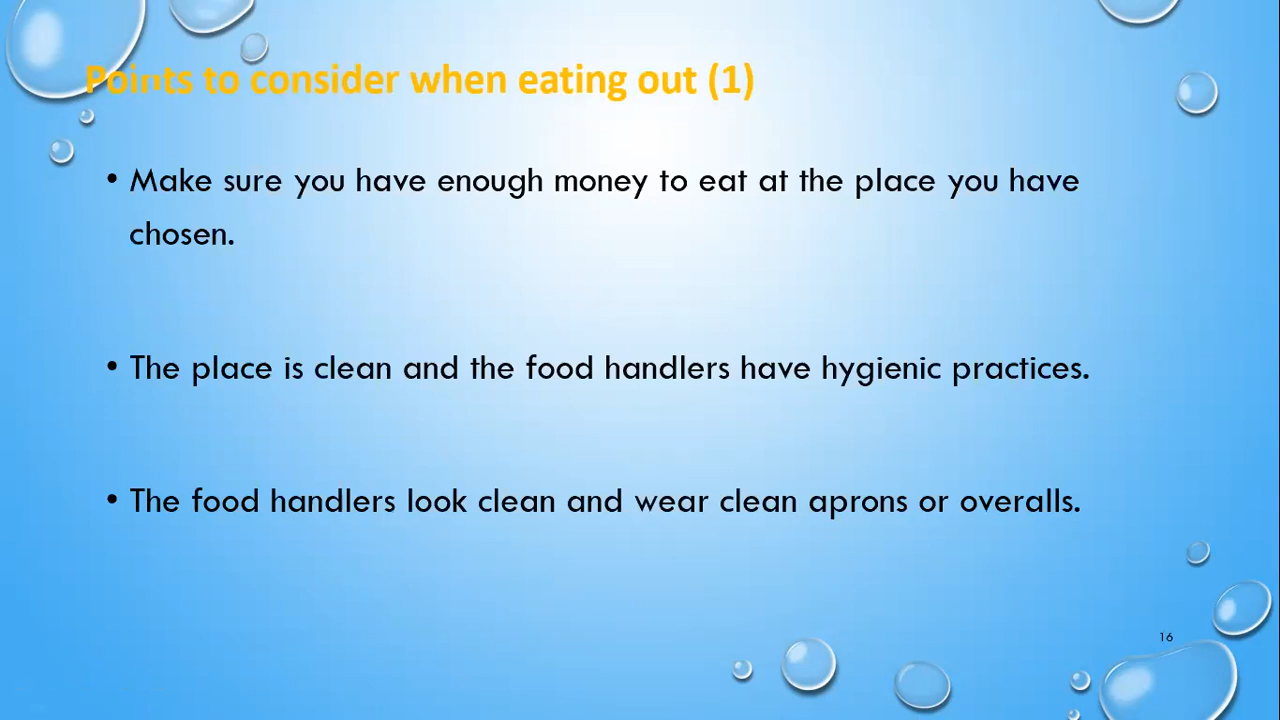 Points to consider when eating out (1)
• Make sure you have enough money to eat at the place you have
chosen.
• The place is clean and the food handlers have hygienic practices.
• The food handlers look clean and wear clean aprons or overalls.
16